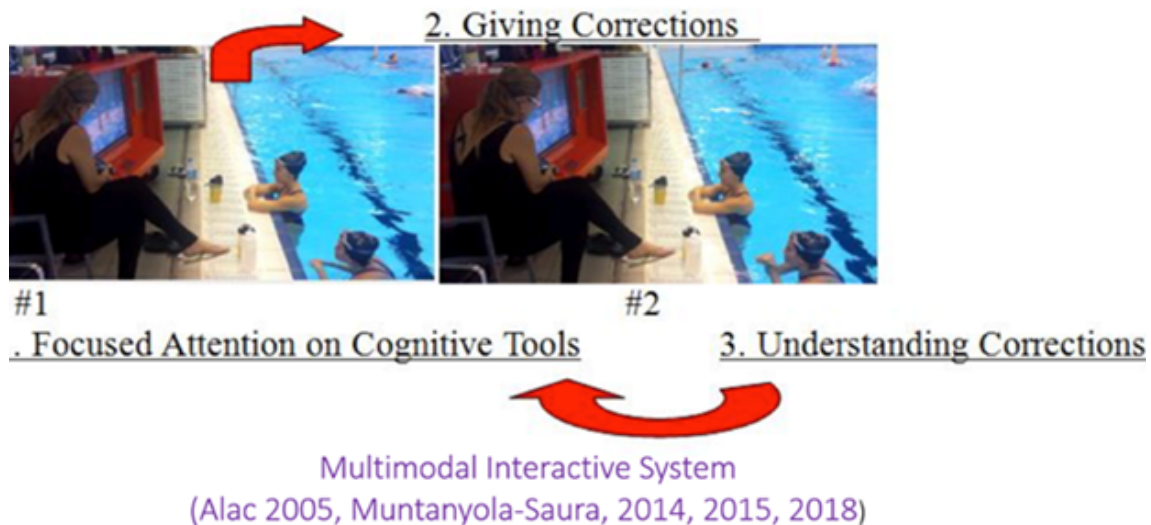 2. Giving Corrections
#1
#2
. Focused Attention on Cognitive Tools
3. Understanding Corrections
Multimodal Interactive System
(Alac 2005, Muntanyola-Saura, 2014, 2015, 2018)